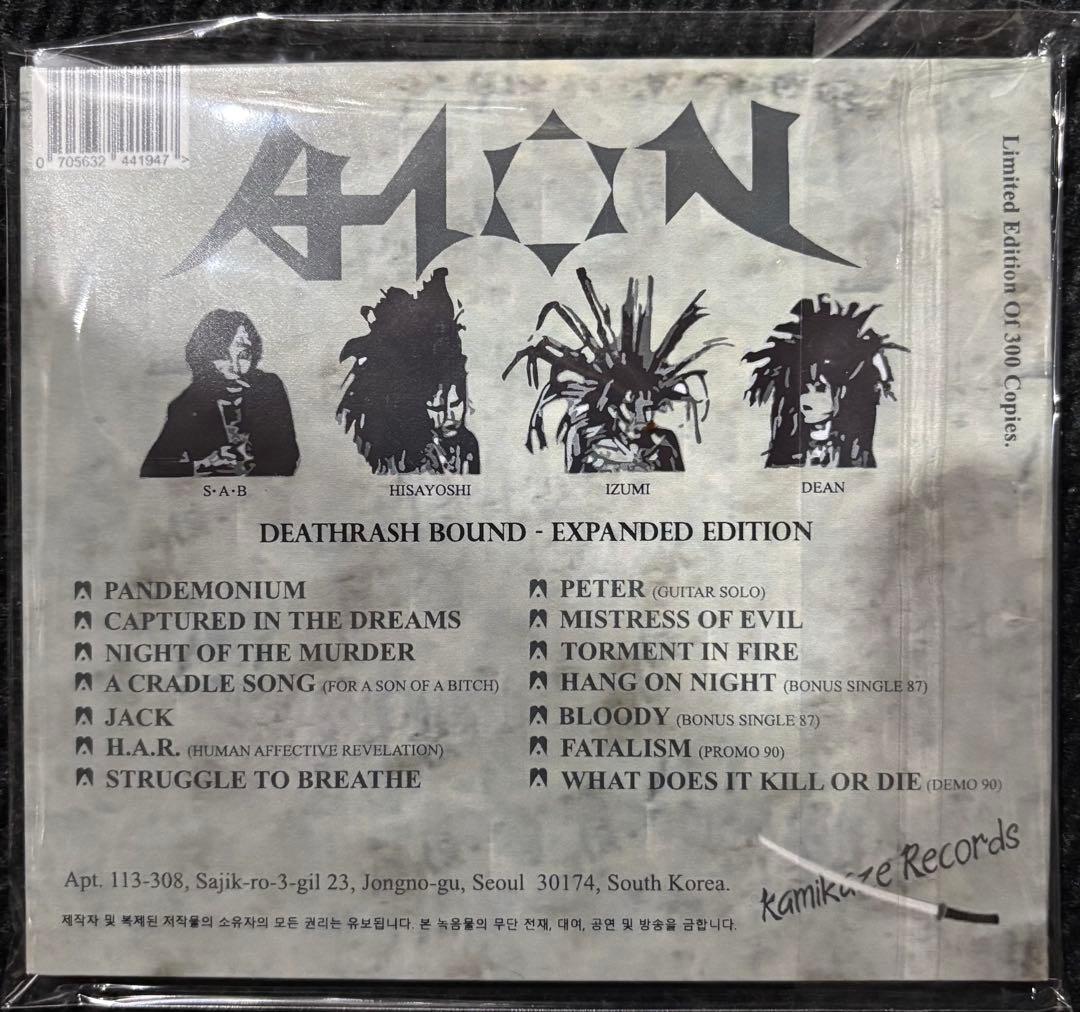 0 705632 441947 >
AION
Limited Edition Of 300 Copies.
S•A•B
HISAYOSHI
IZUMI
DEAN
DEATHRASH BOUND - EXPANDED EDITION
PANDEMONIUM
CAPTURED IN THE DREAMS
NIGHT OF THE MURDER
A CRADLE SONG (FOR A SON OF A BITCH)
JACK
H.A.R. (HUMAN AFFECTIVE REVELATION)
STRUGGLE TO BREATHE
PETER (GUITAR SOLO)
MISTRESS OF EVIL
TORMENT IN FIRE
HANG ON NIGHT (BONUS SINGLE 87)
BLOODY (BONUS SINGLE 87)
FATALISM (PROMO 90)
WHAT DOES IT KILL OR DIE (DEMO 90)
Apt. 113-308, Sajik-ro-3-gil 23, Jongno-gu, Seoul 30174, South Korea.
제작자 및 복제된 저작물의 소유자의 모든 권리는 유보됩니다. 본 녹음물의 무단 전재, 대여, 공연 및 방송을 금합니다.
Kamikaze Records